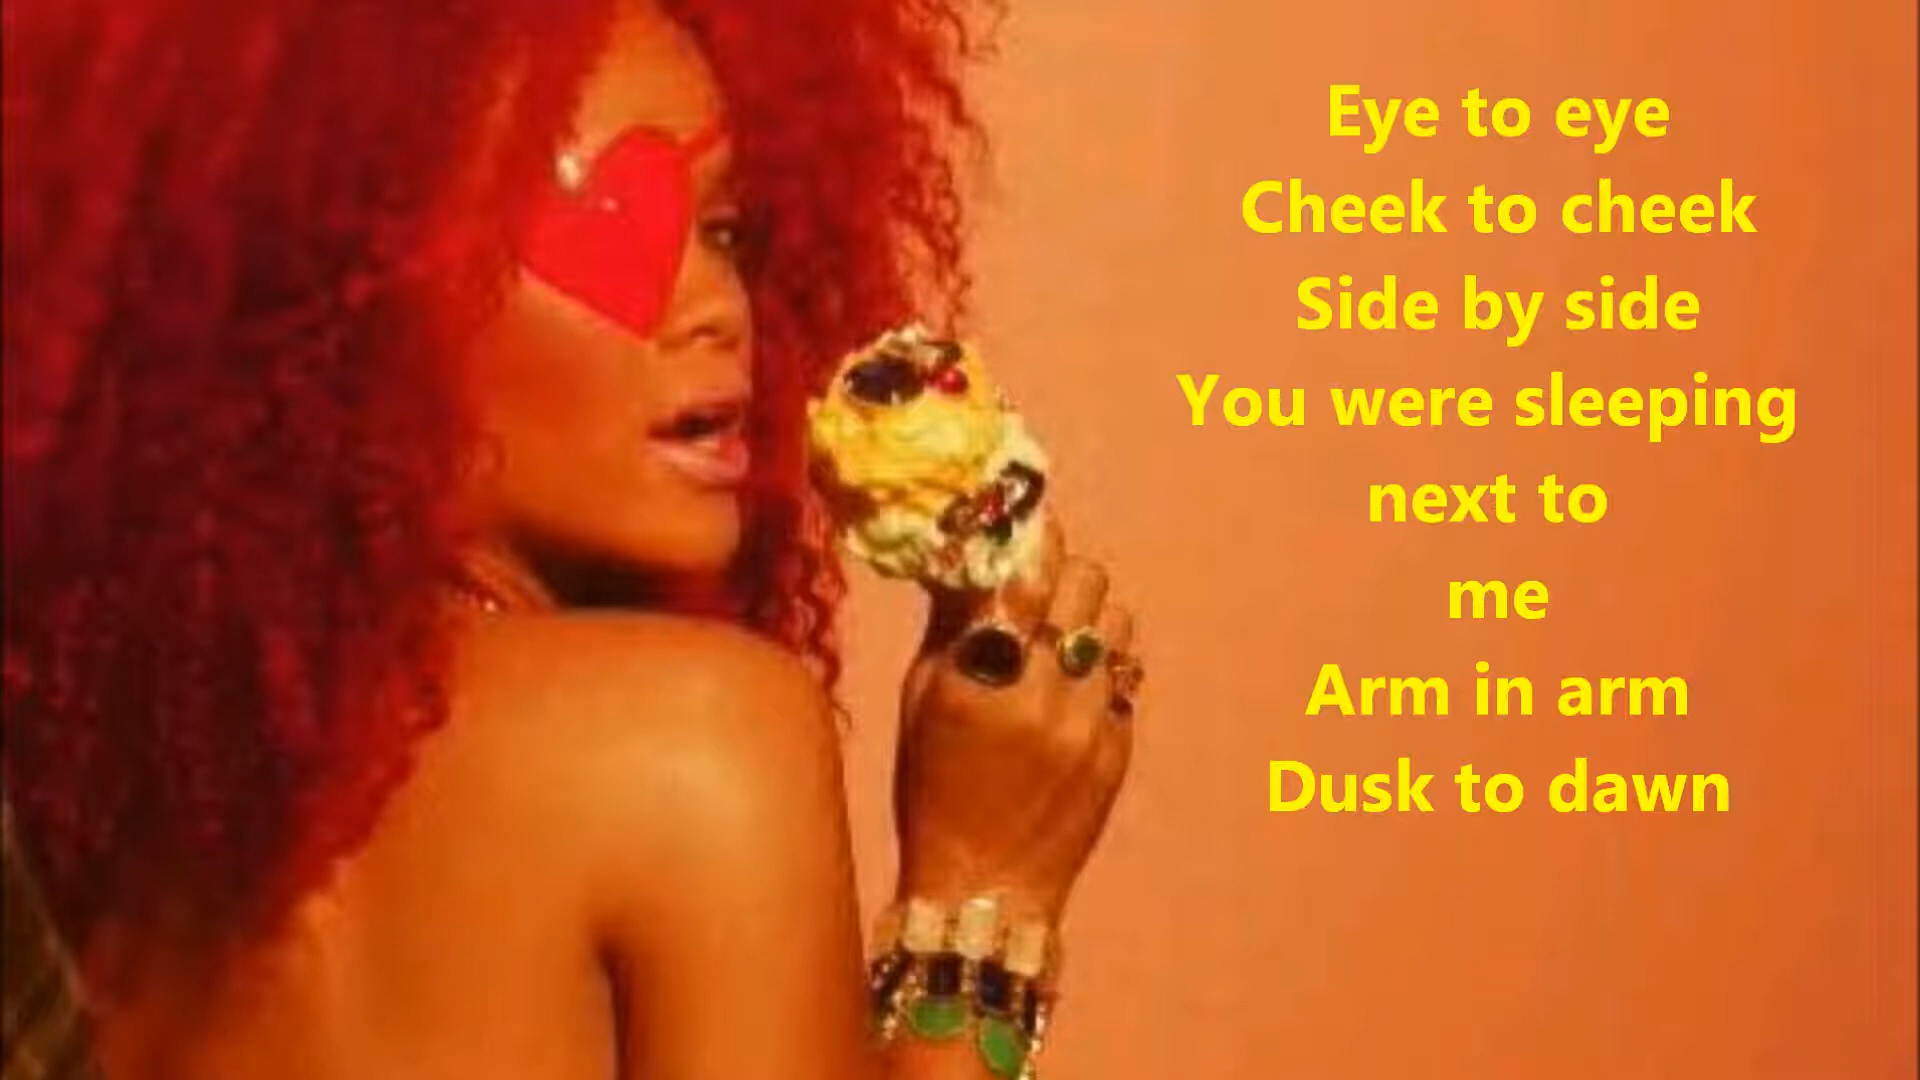 Eye to eye
Cheek to cheek
Side by side
You were sleeping
next to
me
Arm in arm
Dusk to dawn